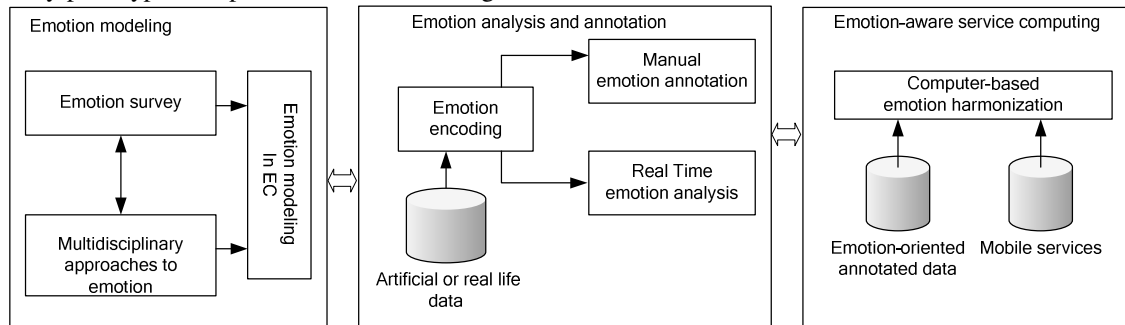 Emotion modeling
Emotion survey
Multidisciplinary
approaches to
emotion
Emotion modeling
In EC
Emotion analysis and annotation
Emotion
encoding
Manual
emotion annotation
Real Time
emotion analysis
Artificial or real life
data
Emotion-aware service computing
Computer-based
emotion harmonization
Emotion-oriented
annotated data
Mobile services